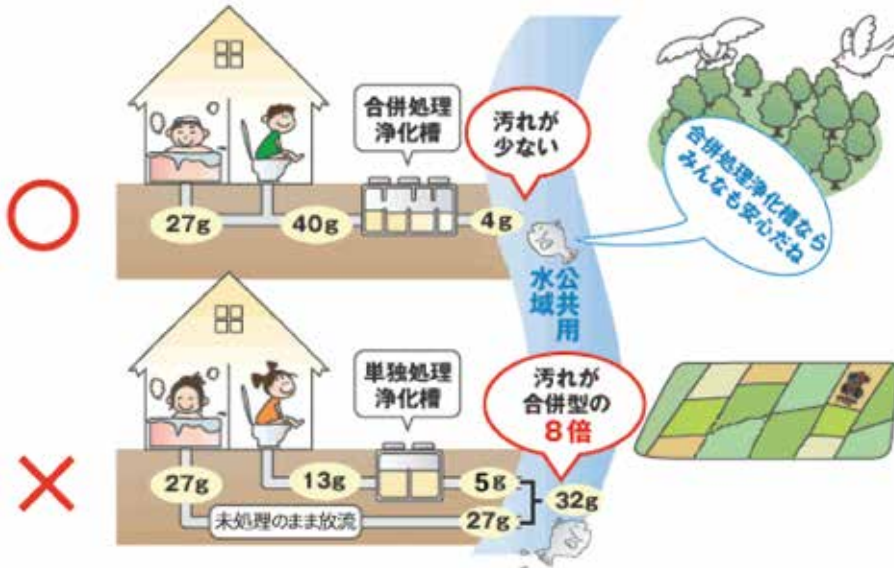 合併処理
浄化槽
汚れが
少ない
合併処理浄化槽なら
みんなも安心だね
27g
40g
4g
公共用
水域
単独処理
浄化槽
汚れが
合併型の
8倍
27g
13g
5g
32g
未処理のまま放流
27g